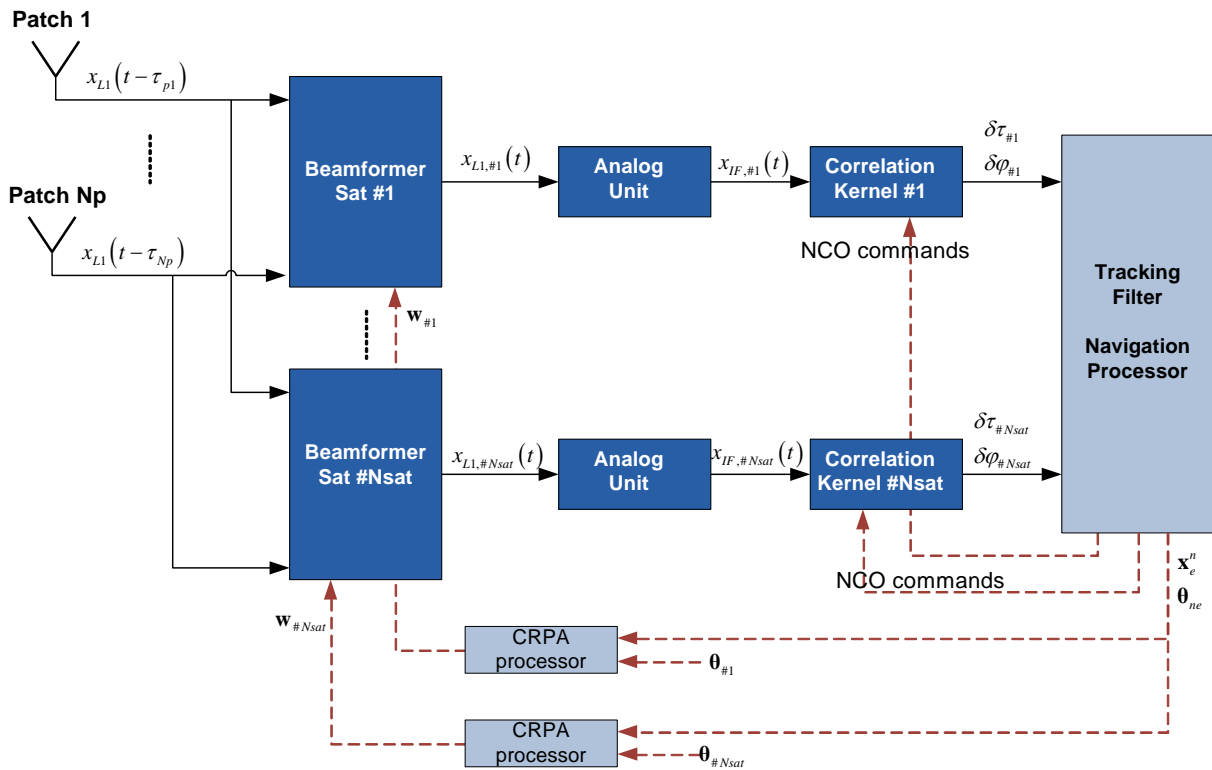 Patch 1
x_{L1}(t − τ_{p1})
Patch Np
x_{L1}(t − τ_{Np})
Beamformer
Sat #1
x_{L1,#1}(t)
Analog
Unit
x_{IF,#1}(t)
Correlation
Kernel #1
δτ_{#1}
δφ_{#1}
NCO commands
Tracking
Filter
Navigation
Processor
w_{#1}
Beamformer
Sat #Nsat
x_{L1,#Nsat}(t)
Analog
Unit
x_{IF,#Nsat}(t)
Correlation
Kernel #Nsat
δτ_{#Nsat}
δφ_{#Nsat}
NCO commands
x_e^n
θ_{ne}
w_{#Nsat}
CRPA
processor
θ_{#1}
CRPA
processor
θ_{#Nsat}